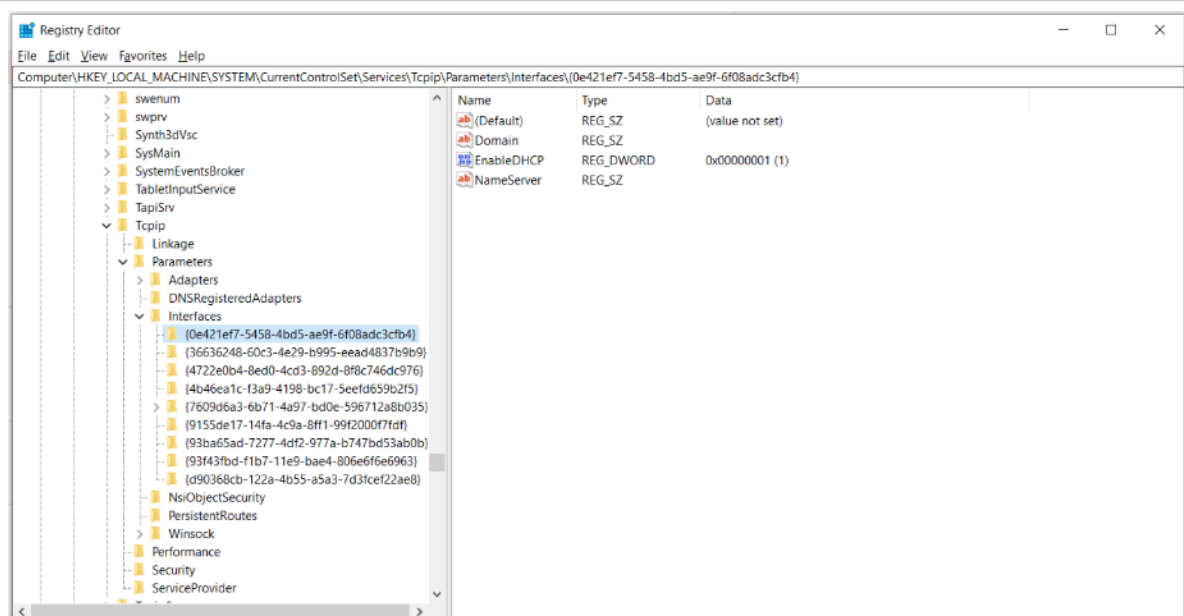 Registry Editor
File Edit View Favorites Help
Computer\HKEY_LOCAL_MACHINE\SYSTEM\CurrentControlSet\Services\Tcpip\Parameters\Interfaces\{0e421ef7-5458-4bd5-ae9f-6f08adc3cfb4}
swenum
swprv
Synth3dVsc
SysMain
SystemEventsBroker
TabletInputService
TapiSrv
Tcpip
Linkage
Parameters
Adapters
DNSRegisteredAdapters
Interfaces
{0e421ef7-5458-4bd5-ae9f-6f08adc3cfb4}
{36636248-60c3-4e29-b995-eead4837b9b9}
{4722e0b4-8ed0-4cd3-892d-8f8c746dc976}
{4b46ea1c-f3a9-4198-bc17-5eefd659b2f5}
{7609d6a3-6b71-4a97-bd0e-596712a8b035}
{9155de17-14fa-4c9a-8ff1-99f2000f7fdf}
{93ba65ad-7277-4df2-977a-b747bd53ab0b}
{93f43fbd-f1b7-11e9-bae4-806e6f6e6963}
{d90368cb-122a-4b55-a5a3-7d3fcef22ae8}
NsiObjectSecurity
PersistentRoutes
Winsock
Performance
Security
ServiceProvider
Name Type Data
(Default) REG_SZ (value not set)
Domain REG_SZ
EnableDHCP REG_DWORD 0x00000001 (1)
NameServer REG_SZ